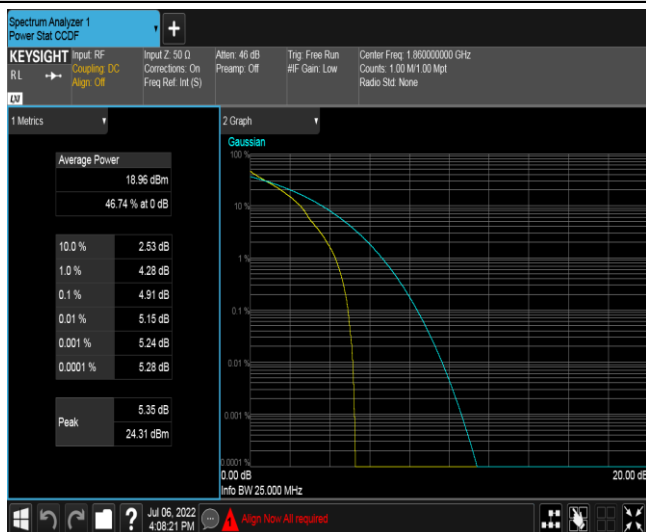 Spectrum Analyzer 1
Power Stat CCDF
KEYSIGHT
RL
LXI
Input: RF
Coupling: DC
Align: Off
Input Z: 50 Ω
Corrections: On
Freq Ref: Int (S)
Atten: 46 dB
Preamp: Off
Trig: Free Run
#IF Gain: Low
Center Freq: 1.860000000 GHz
Counts: 1.00 M/1.00 Mpt
Radio Std: None
1 Metrics
Average Power
18.96 dBm
46.74 % at 0 dB
10.0 % 2.53 dB
1.0 % 4.28 dB
0.1 % 4.91 dB
0.01 % 5.15 dB
0.001 % 5.24 dB
0.0001 % 5.28 dB
Peak
5.35 dB
24.31 dBm
2 Graph
Gaussian
100 %
10 %
1 %
0.1 %
0.01 %
0.001 %
0.0001 %
0.00 dB 20.00 dB
Info BW 25.000 MHz
?
Jul 06, 2022
4:08:21 PM
Align Now All required